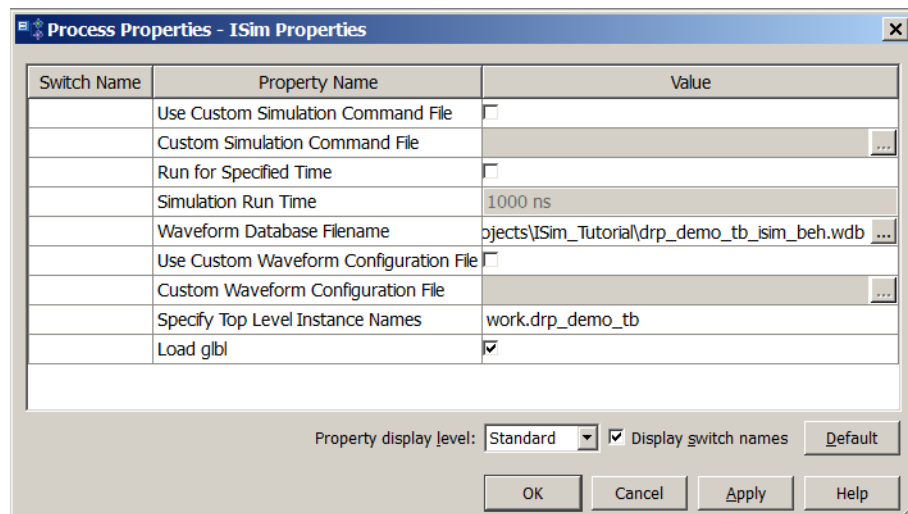 Process Properties - ISim Properties
Switch Name Property Name Value
Use Custom Simulation Command File
Custom Simulation Command File ...
Run for Specified Time
Simulation Run Time 1000 ns
Waveform Database Filename ojects\ISim_Tutorial\drp_demo_tb_isim_beh.wdb ...
Use Custom Waveform Configuration File
Custom Waveform Configuration File ...
Specify Top Level Instance Names work.drp_demo_tb
Load glbl
Property display level: Standard Display switch names Default
OK Cancel Apply Help